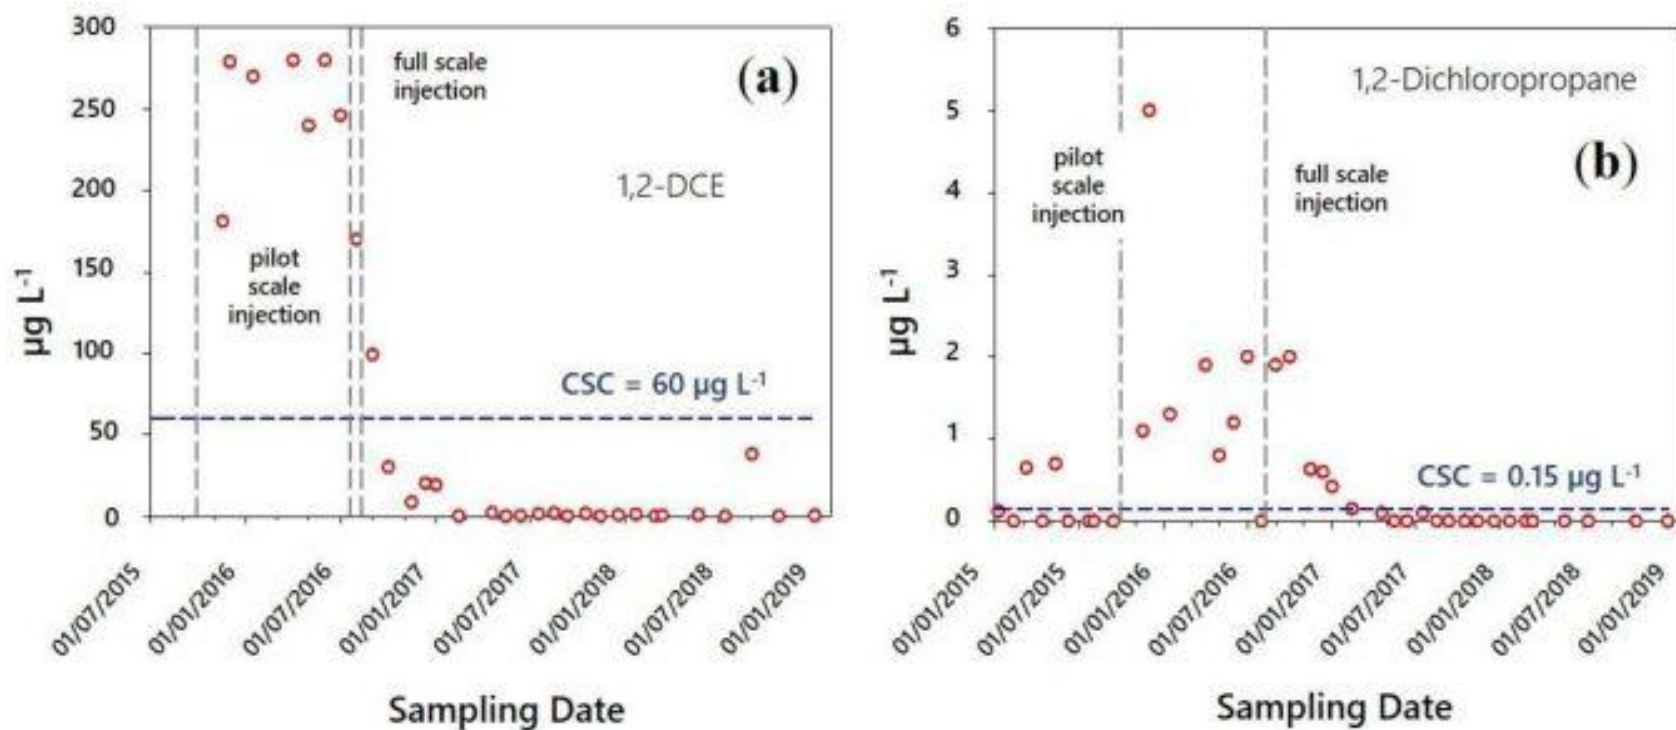 300
250
200
150
100
50
0
µg L-1
full scale
injection
(a)
1,2-DCE
pilot
scale
injection
CSC = 60 µg L-1
01/07/2015
01/01/2016
01/07/2016
01/01/2017
01/07/2017
01/01/2018
01/07/2018
01/01/2019
Sampling Date
6
5
4
3
2
1
0
µg L-1
1,2-Dichloropropane
(b)
pilot
scale
injection
full scale
injection
CSC = 0.15 µg L-1
01/01/2015
01/07/2015
01/01/2016
01/07/2016
01/01/2017
01/07/2017
01/01/2018
01/07/2018
01/01/2019
Sampling Date